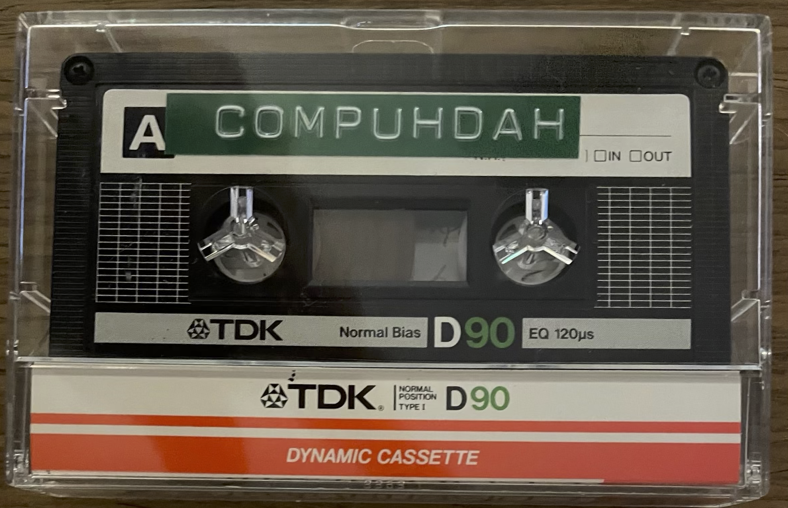 A COMPUHDAH
IN OUT
TDK Normal Bias D90 EQ 120µs
TDK® NORMAL POSITION TYPE I D90
DYNAMIC CASSETTE